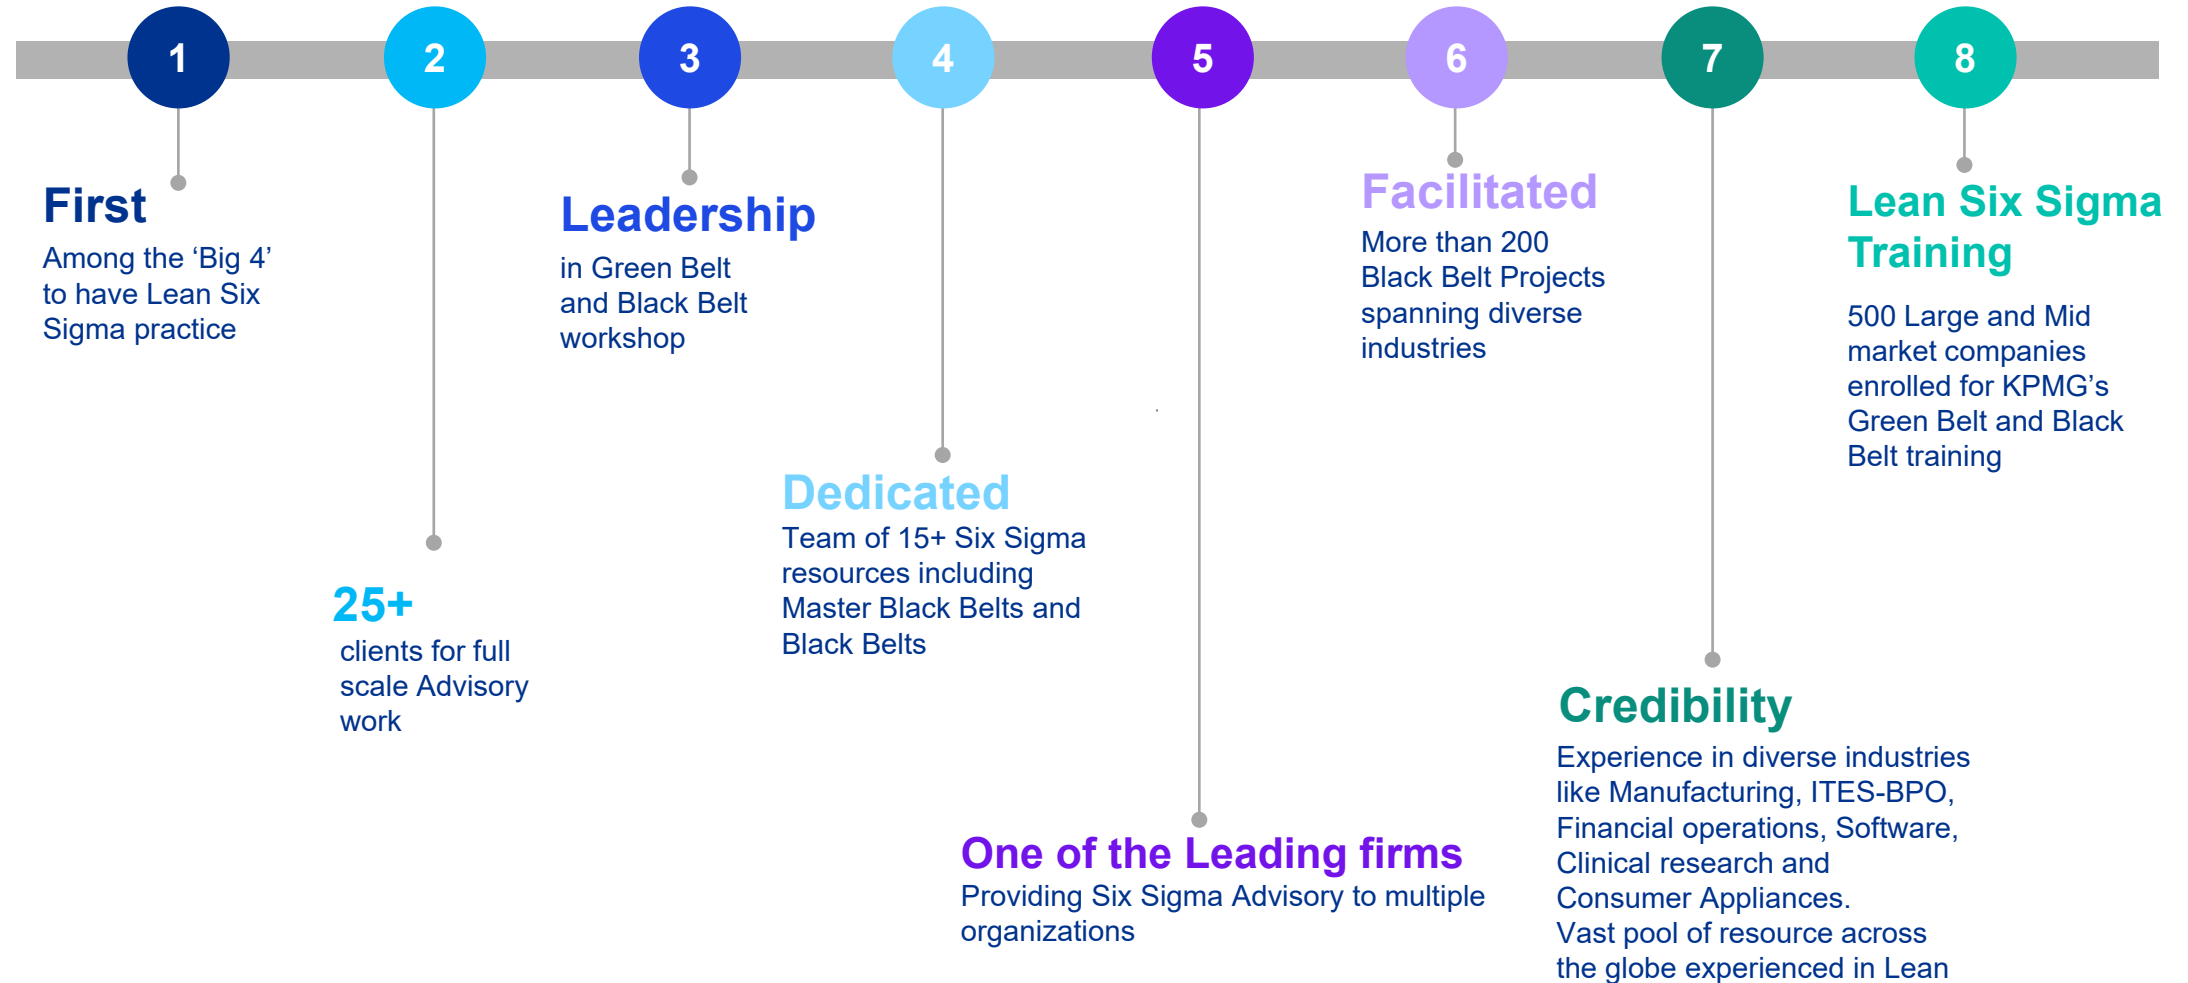 1
2
3
4
5
6
7
8
First
Among the ‘Big 4’
to have Lean Six
Sigma practice
25+
clients for full
scale Advisory
work
Leadership
in Green Belt
and Black Belt
workshop
Dedicated
Team of 15+ Six Sigma
resources including
Master Black Belts and
Black Belts
One of the Leading firms
Providing Six Sigma Advisory to multiple
organizations
Facilitated
More than 200
Black Belt Projects
spanning diverse
industries
Credibility
Experience in diverse industries
like Manufacturing, ITES-BPO,
Financial operations, Software,
Clinical research and
Consumer Appliances.
Vast pool of resource across
the globe experienced in Lean
Lean Six Sigma
Training
500 Large and Mid
market companies
enrolled for KPMG’s
Green Belt and Black
Belt training